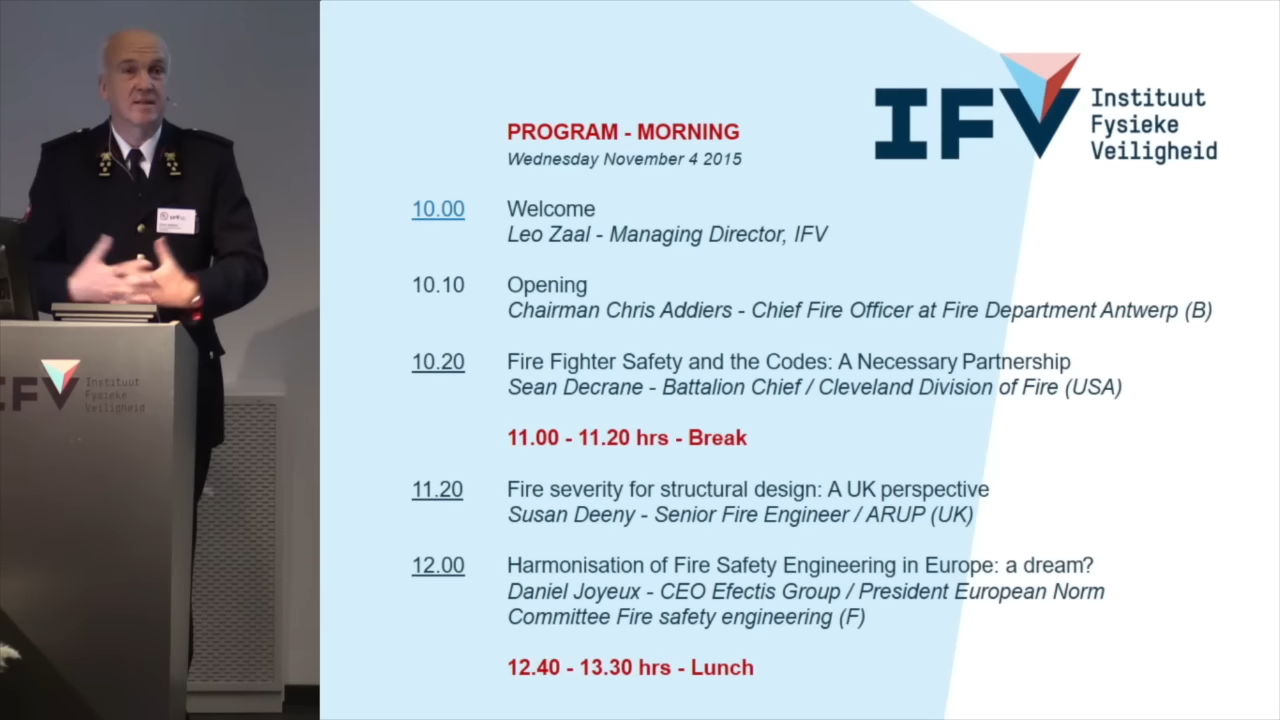 IFV
Instituut
Fysieke
Veiligheid
PROGRAM - MORNING
Wednesday November 4 2015
10.00 Welcome
Leo Zaal - Managing Director, IFV
10.10 Opening
Chairman Chris Addiers - Chief Fire Officer at Fire Department Antwerp (B)
10.20 Fire Fighter Safety and the Codes: A Necessary Partnership
Sean Decrane - Battalion Chief / Cleveland Division of Fire (USA)
11.00 - 11.20 hrs - Break
11.20 Fire severity for structural design: A UK perspective
Susan Deeny - Senior Fire Engineer / ARUP (UK)
12.00 Harmonisation of Fire Safety Engineering in Europe: a dream?
Daniel Joyeux - CEO Efectis Group / President European Norm
Committee Fire safety engineering (F)
12.40 - 13.30 hrs - Lunch
IFV
Instituut
Fysieke
Veiligheid